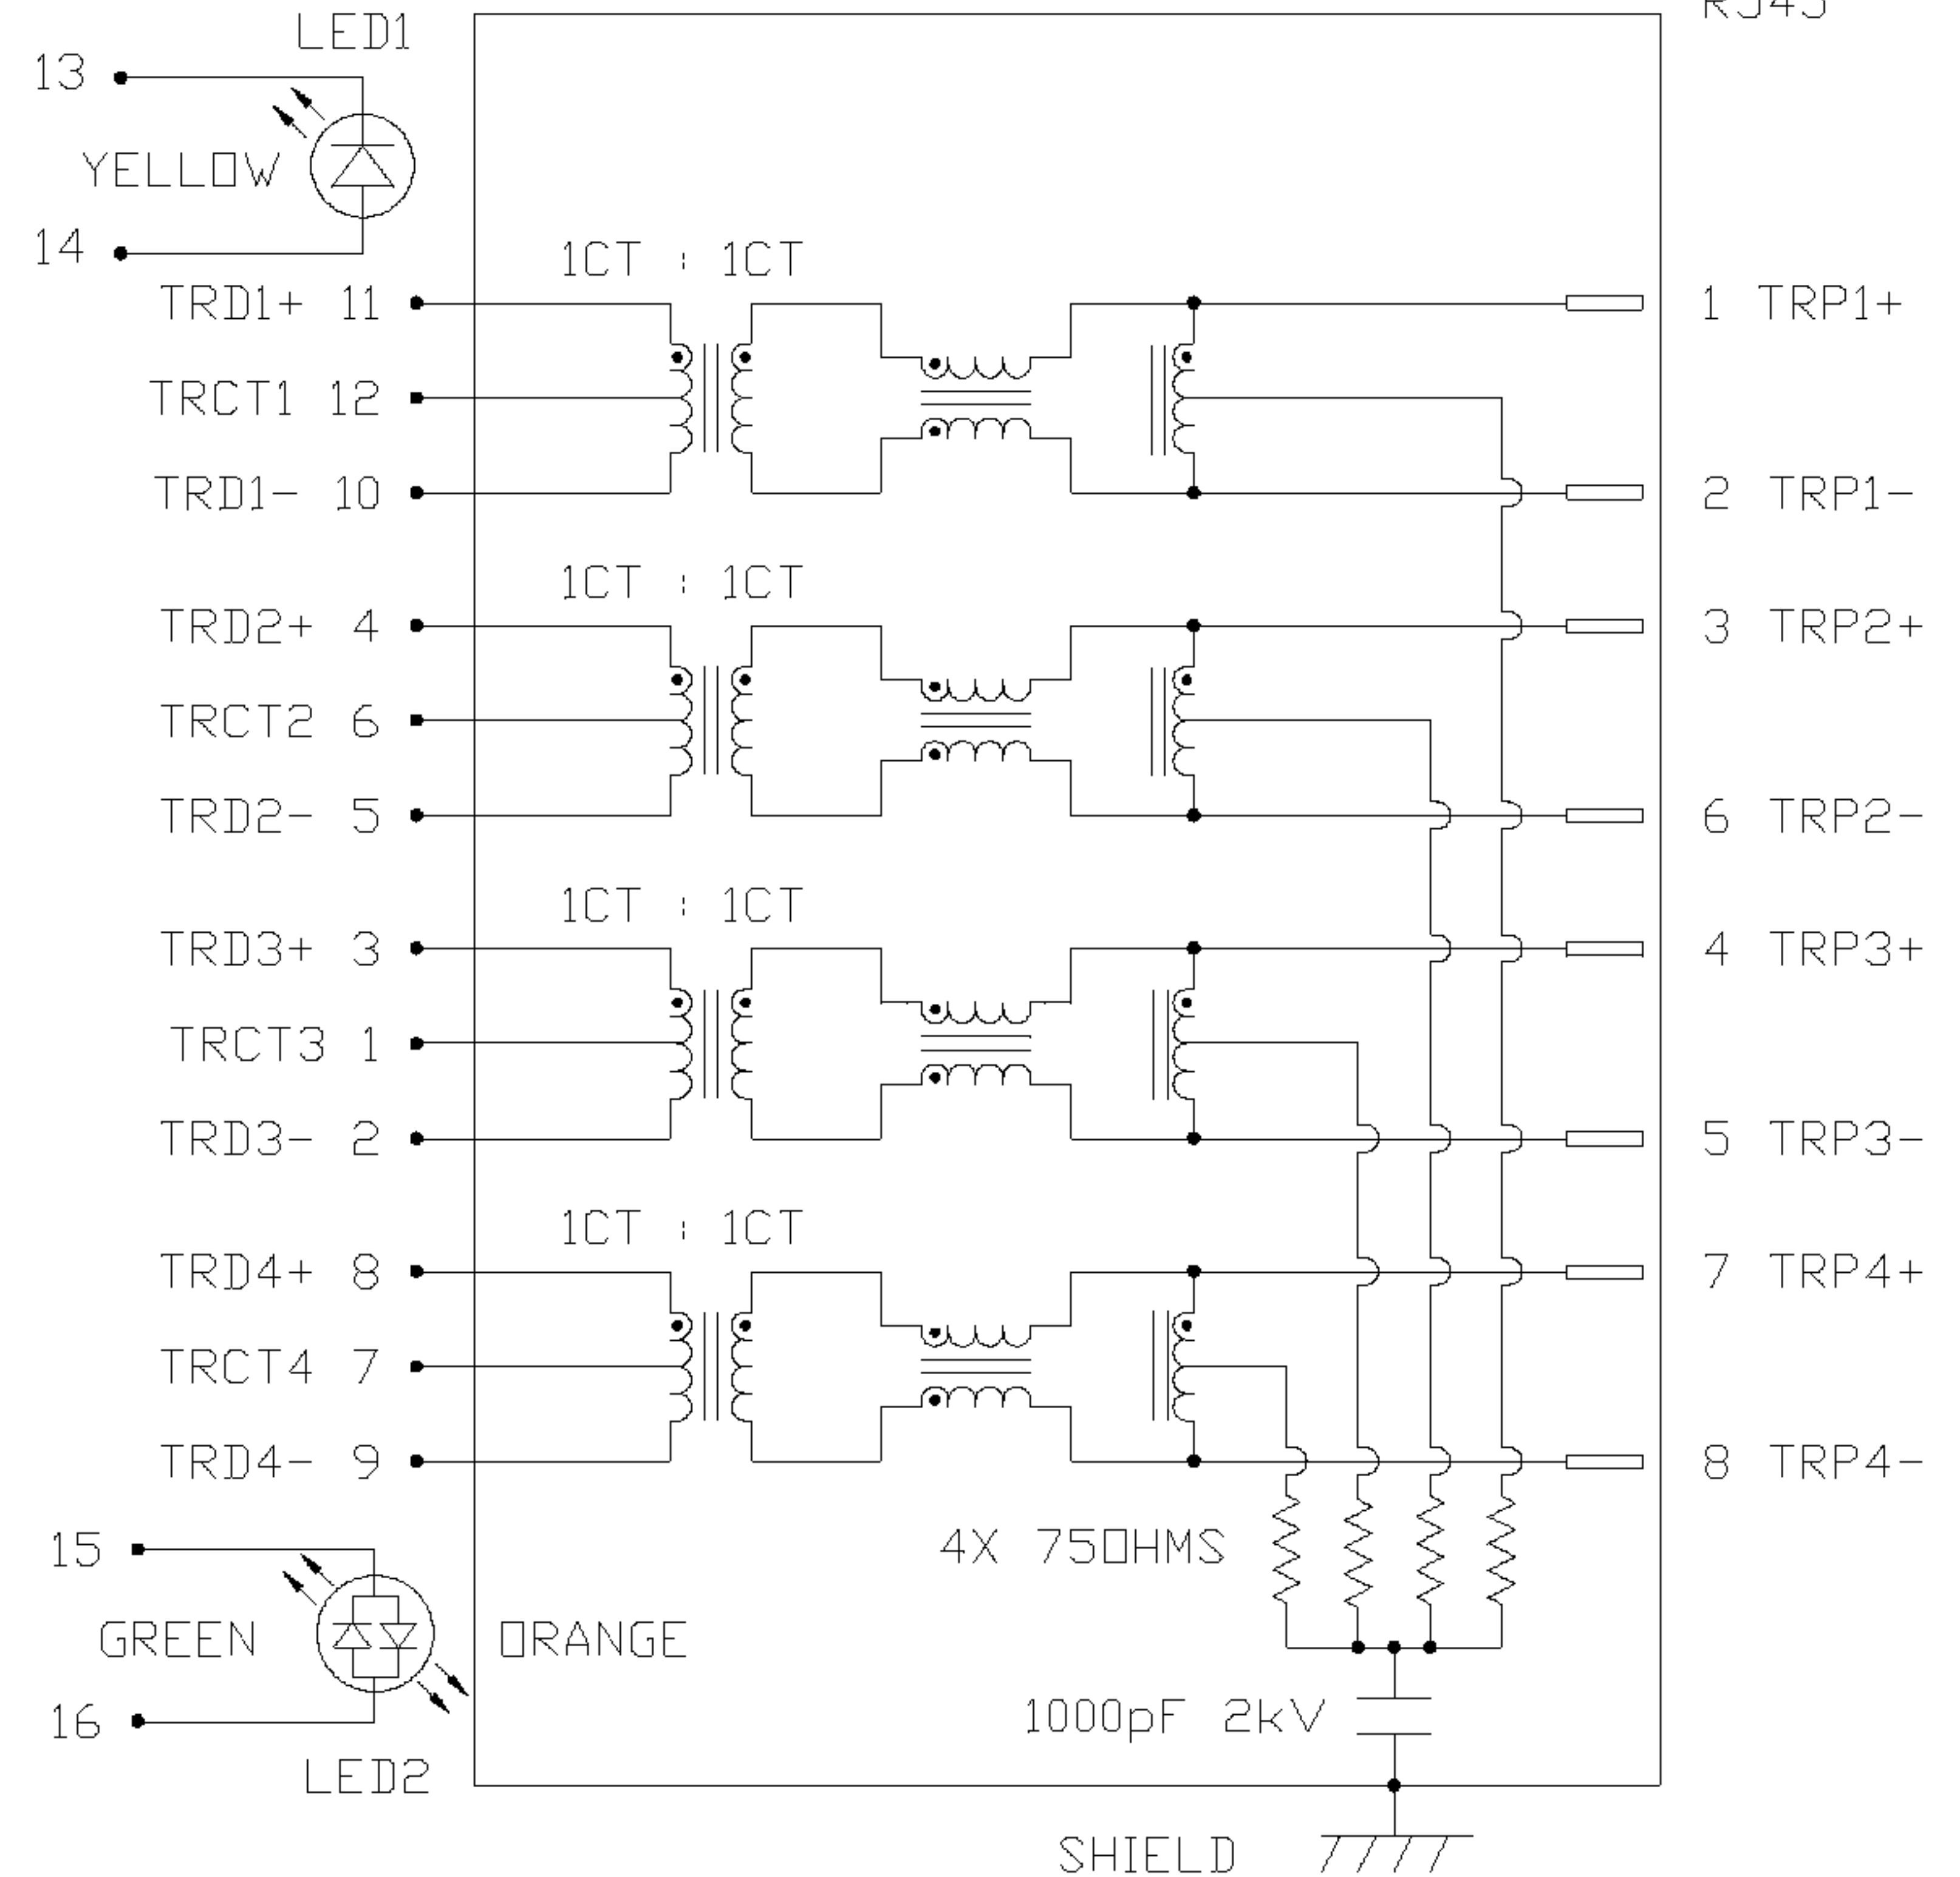 RJ45
LED1
13
YELLOW
14
1CT : 1CT
TRD1+ 11
1 TRP1+
TRCT1 12
TRD1- 10
2 TRP1-
1CT : 1CT
TRD2+ 4
3 TRP2+
TRCT2 6
TRD2- 5
6 TRP2-
1CT : 1CT
TRD3+ 3
4 TRP3+
TRCT3 1
TRD3- 2
5 TRP3-
1CT : 1CT
TRD4+ 8
7 TRP4+
TRCT4 7
TRD4- 9
8 TRP4-
15
4X 75OHMS
GREEN
ORANGE
16
1000pF 2kV
LED2
SHIELD